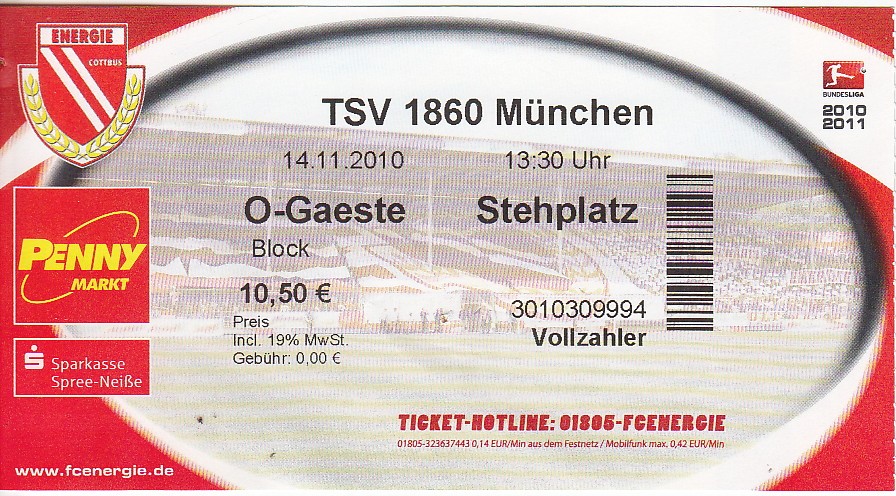 ENERGIE
COTTBUS
BUNDESLIGA
2010
2011
TSV 1860 München
14.11.2010 13:30 Uhr
O-Gaeste Stehplatz
Block
10,50 €
3010309994
Preis
Vollzahler
Incl. 19% MwSt.
Gebühr: 0,00 €
PENNY
MARKT
Sparkasse
Spree-Neiße
TICKET-HOTLINE: 01805-FCENERGIE
01805-323637443 0,14 EUR/Min aus dem Festnetz / Mobilfunk max. 0,42 EUR/Min
www.fcenergie.de